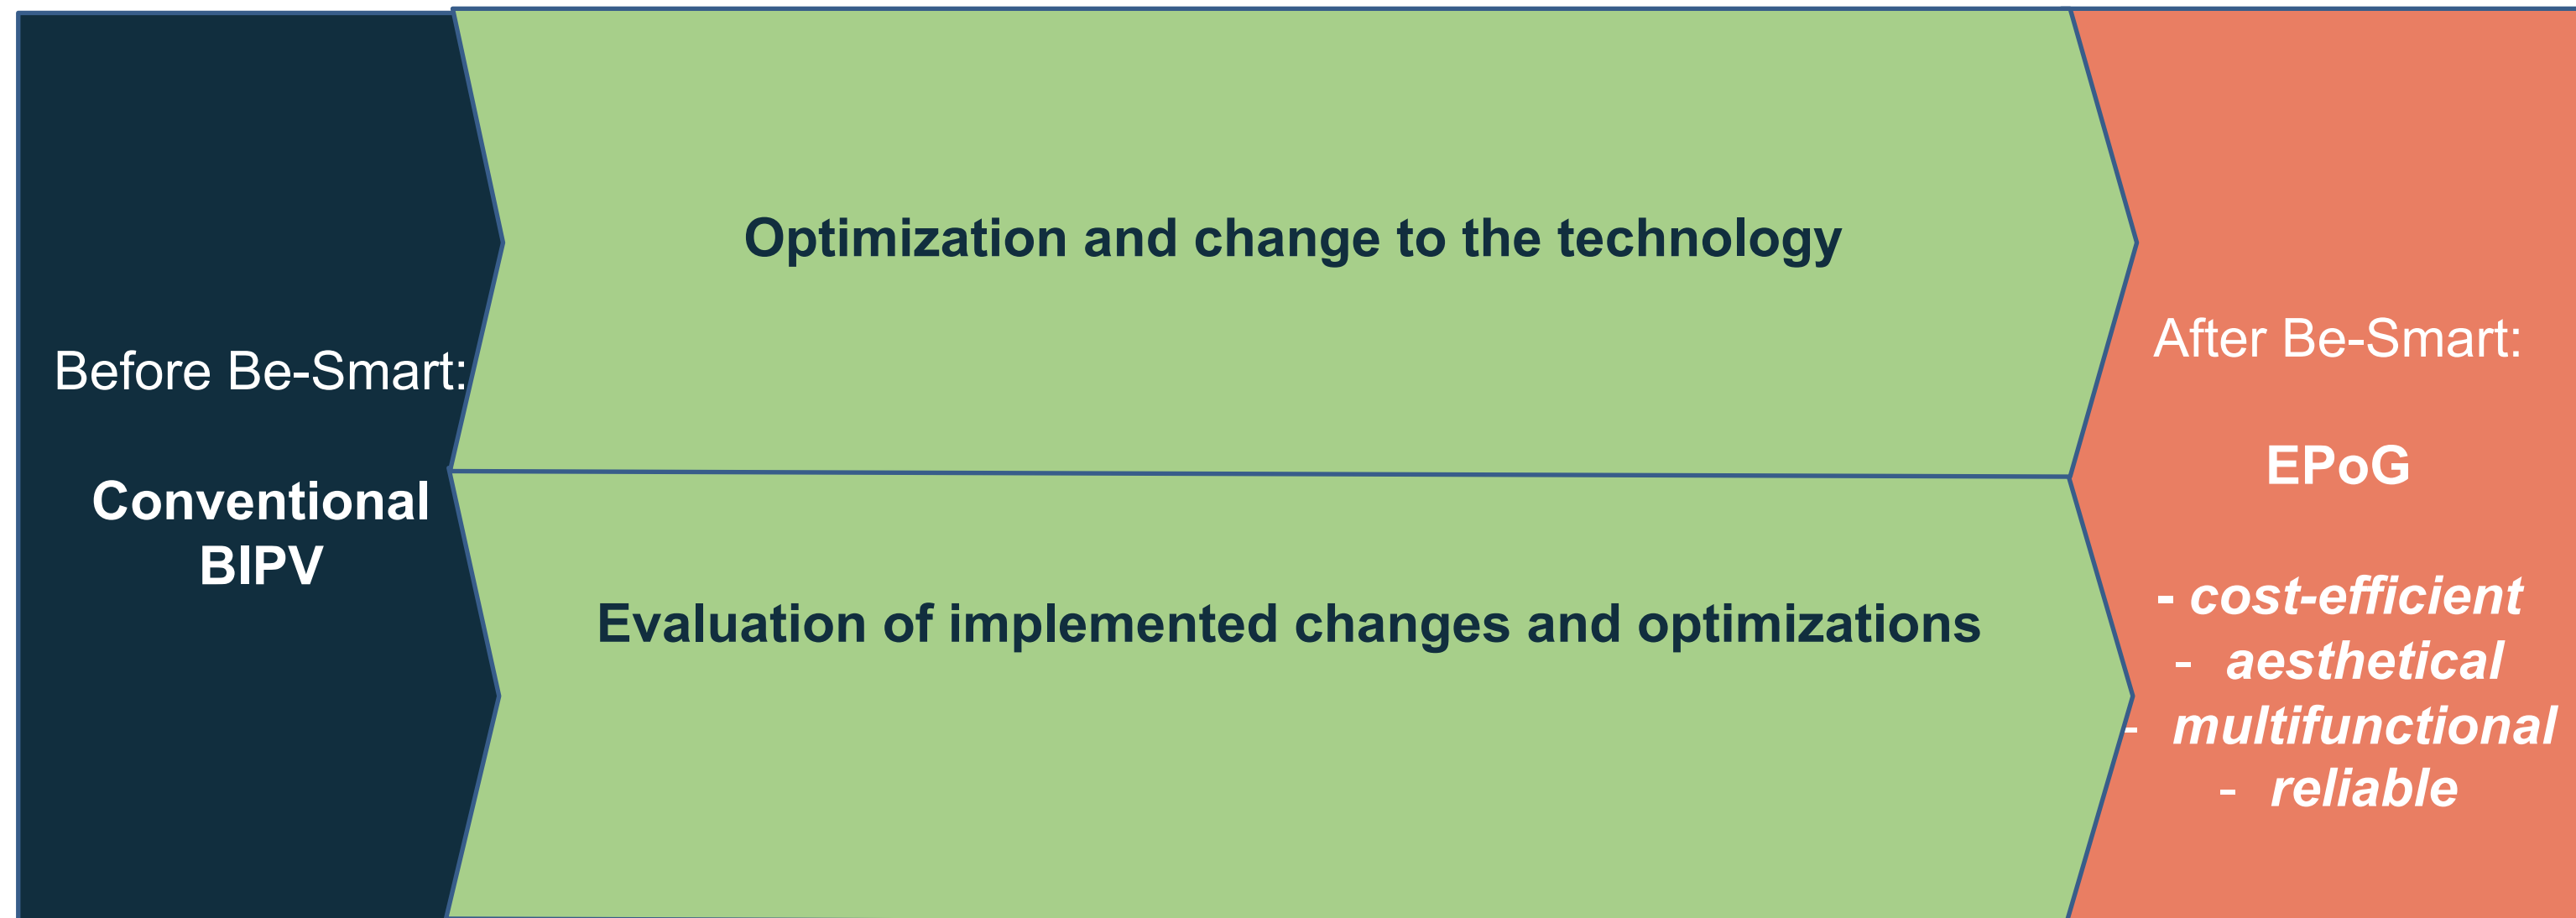 Before Be-Smart:
Conventional
BIPV
Optimization and change to the technology
Evaluation of implemented changes and optimizations
After Be-Smart:
EPoG
- cost-efficient
- aesthetical
- multifunctional
- reliable